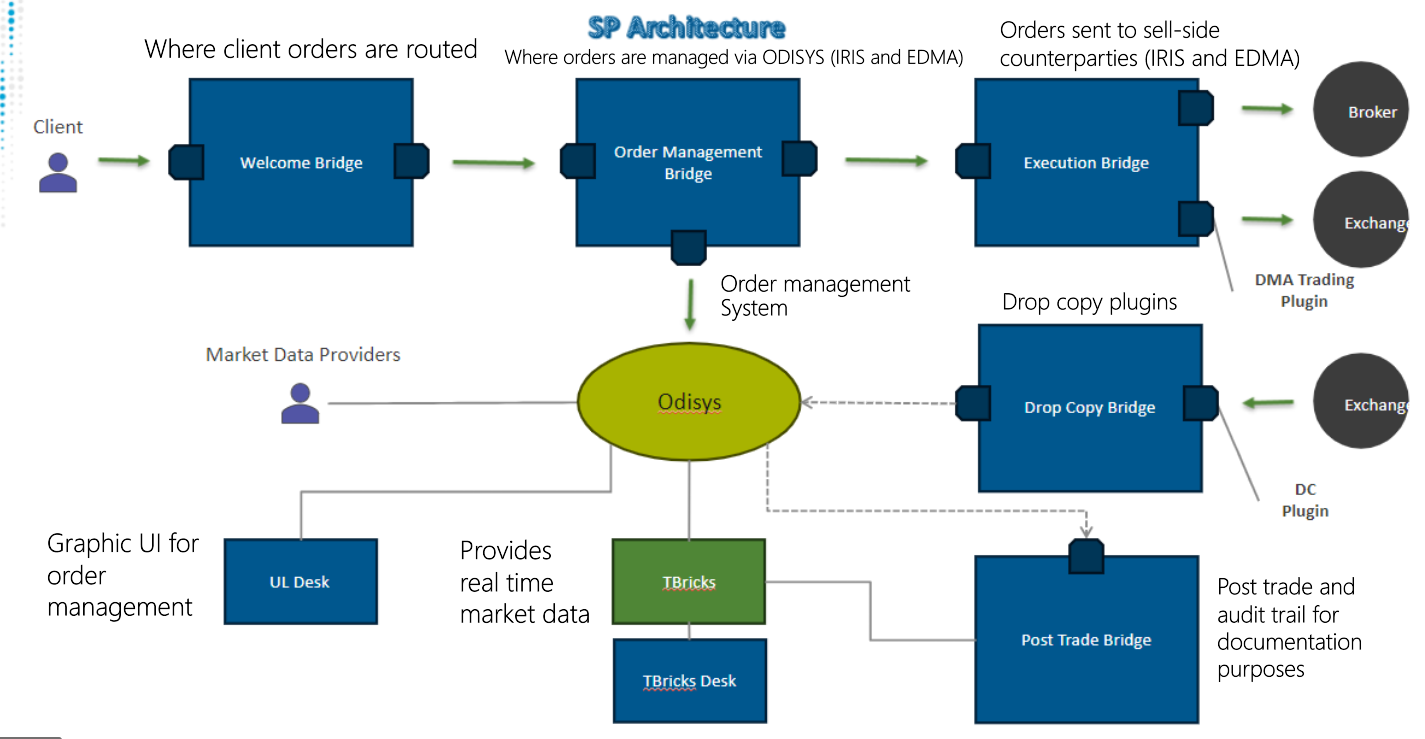 SP Architecture
Where client orders are routed
Where orders are managed via ODISYS (IRIS and EDMA)
Orders sent to sell-side
counterparties (IRIS and EDMA)
Client
Welcome Bridge
Order Management
Bridge
Execution Bridge
Broker
Exchange
DMA Trading
Plugin
Order management
System
Drop copy plugins
Market Data Providers
Odisys
Drop Copy Bridge
Exchange
DC
Plugin
Graphic UI for
order
management
UL Desk
Provides
real time
market data
TBricks
TBricks Desk
Post Trade Bridge
Post trade and
audit trail for
documentation
purposes